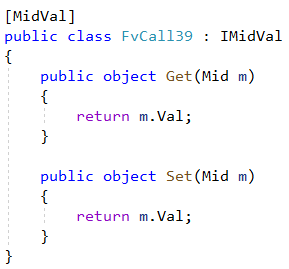 [MidVal]
public class FvCall39 : IMidVal
{
    public object Get(Mid m)
    {
        return m.Val;
    }

    public object Set(Mid m)
    {
        return m.Val;
    }
}